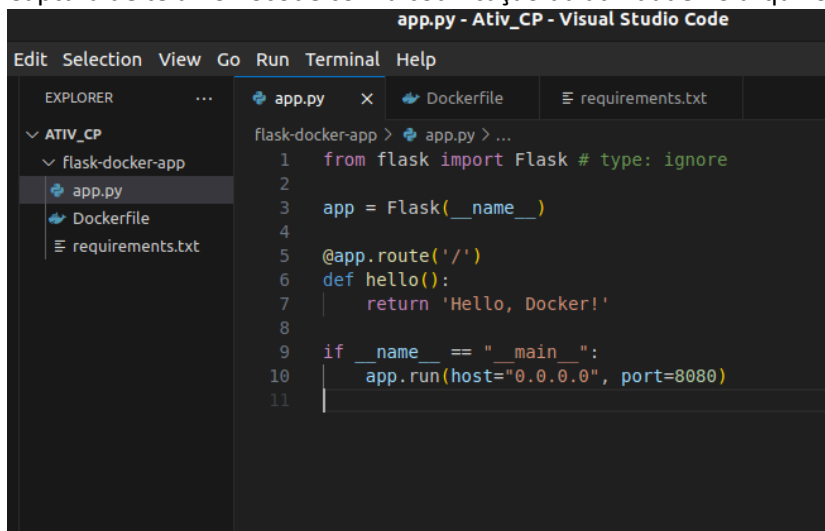 app.py - Ativ_CP - Visual Studio Code
Edit Selection View Go Run Terminal Help
EXPLORER ...
ATIV_CP
flask-docker-app
app.py
Dockerfile
requirements.txt
app.py × Dockerfile requirements.txt
flask-docker-app > app.py > ...
1 from flask import Flask # type: ignore
2
3 app = Flask(__name__)
4
5 @app.route('/')
6 def hello():
7     return 'Hello, Docker!'
8
9 if __name__ == "__main__":
10     app.run(host="0.0.0.0", port=8080)
11